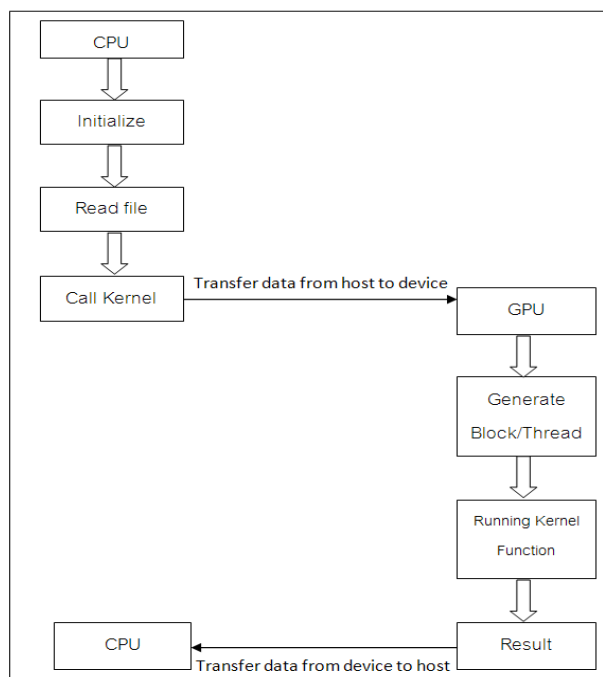 CPU
Initialize
Read file
Call Kernel
Transfer data from host to device
GPU
Generate
Block/Thread
Running Kernel
Function
Result
Transfer data from device to host
CPU